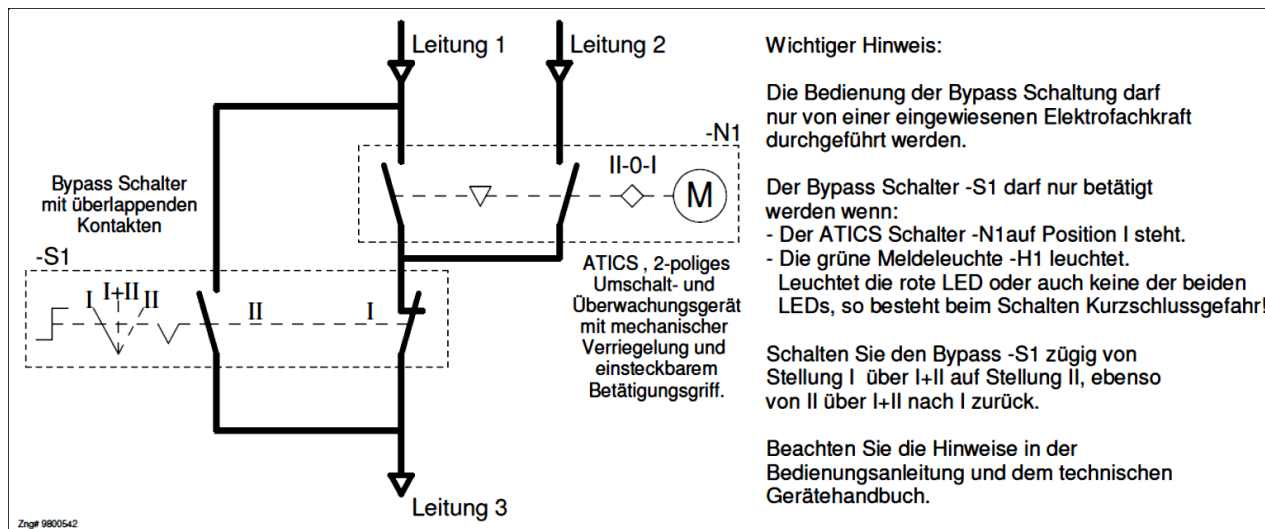 Leitung 1
Leitung 2
-N1
II-0-I
M
Bypass Schalter
mit überlappenden
Kontakten
-S1
I
I+II
II
II
I
ATICS , 2-poliges
Umschalt- und
Überwachungsgerät
mit mechanischer
Verriegelung und
einsteckbarem
Betätigungsgriff.
Leitung 3
Zng# 9800542
Wichtiger Hinweis:
Die Bedienung der Bypass Schaltung darf
nur von einer eingewiesenen Elektrofachkraft
durchgeführt werden.
Der Bypass Schalter -S1 darf nur betätigt
werden wenn:
- Der ATICS Schalter -N1auf Position I steht.
- Die grüne Meldeleuchte -H1 leuchtet.
Leuchtet die rote LED oder auch keine der beiden
LEDs, so besteht beim Schalten Kurzschlussgefahr!
Schalten Sie den Bypass -S1 zügig von
Stellung I über I+II auf Stellung II, ebenso
von II über I+II nach I zurück.
Beachten Sie die Hinweise in der
Bedienungsanleitung und dem technischen
Gerätehandbuch.